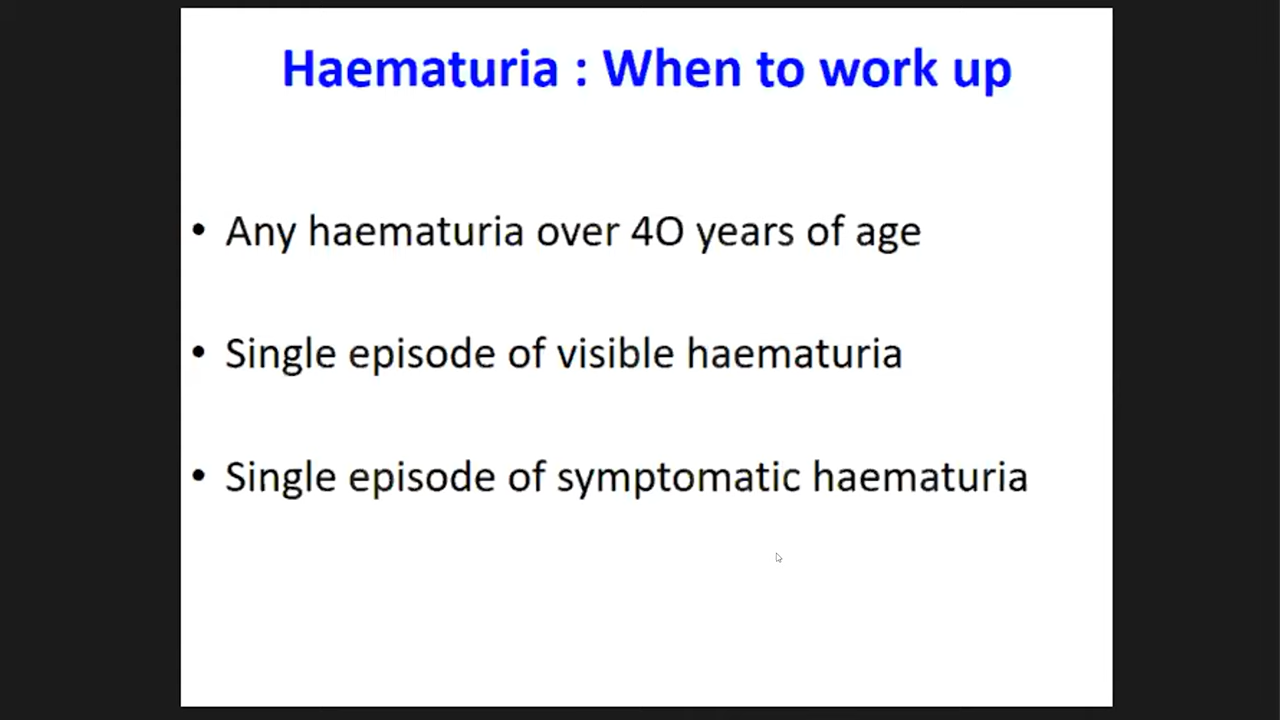 Haematuria : When to work up
• Any haematuria over 4O years of age
• Single episode of visible haematuria
• Single episode of symptomatic haematuria